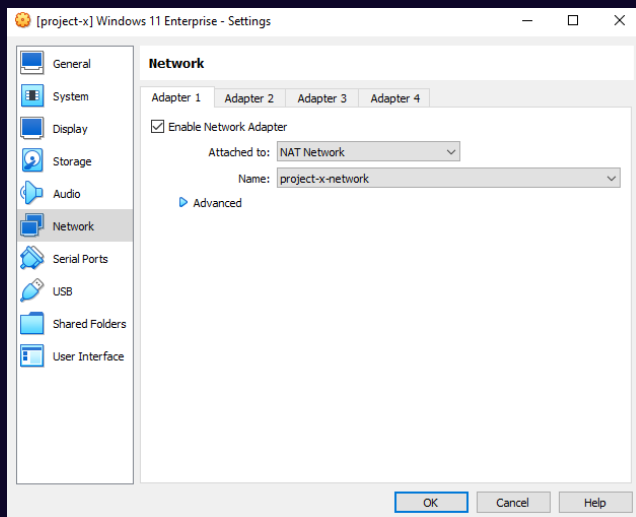 [project-x] Windows 11 Enterprise - Settings
General
System
Display
Storage
Audio
Network
Serial Ports
USB
Shared Folders
User Interface
Network
Adapter 1 Adapter 2 Adapter 3 Adapter 4
Enable Network Adapter
Attached to: NAT Network
Name: project-x-network
Advanced
OK Cancel Help